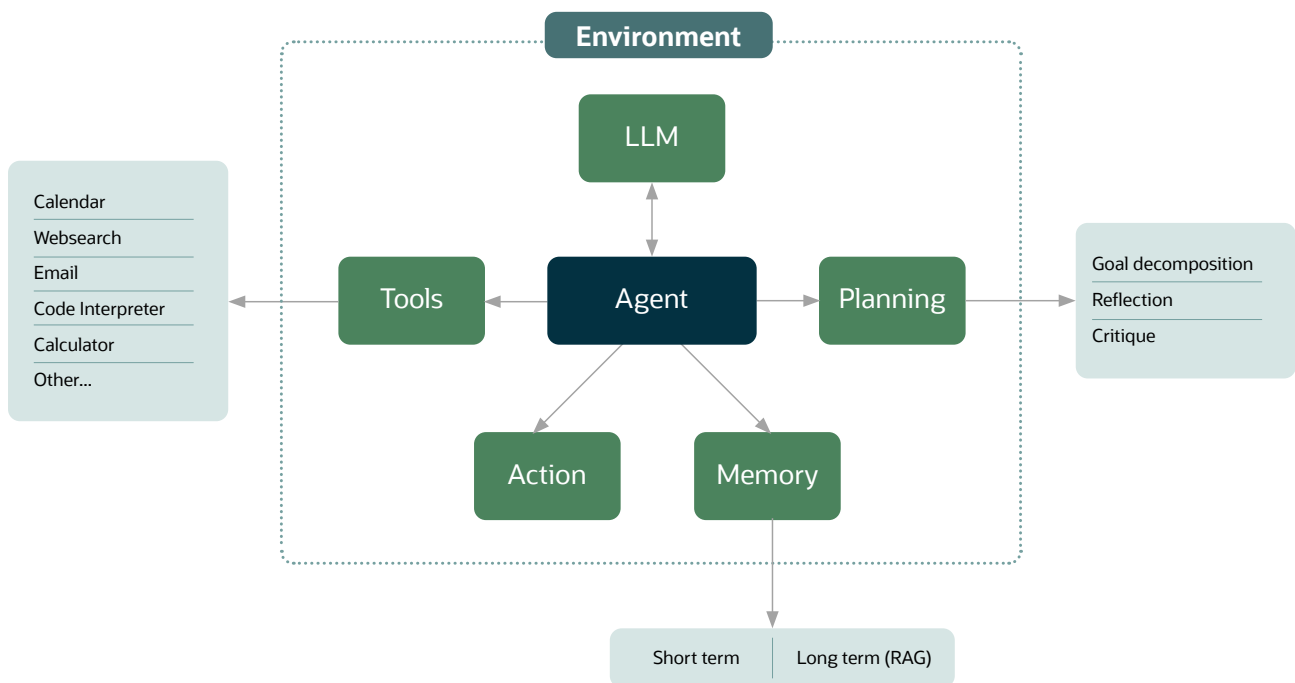 Environment
LLM
Calendar
Websearch
Email
Code Interpreter
Calculator
Other...
Tools
Agent
Planning
Goal decomposition
Reflection
Critique
Action
Memory
Short term
Long term (RAG)